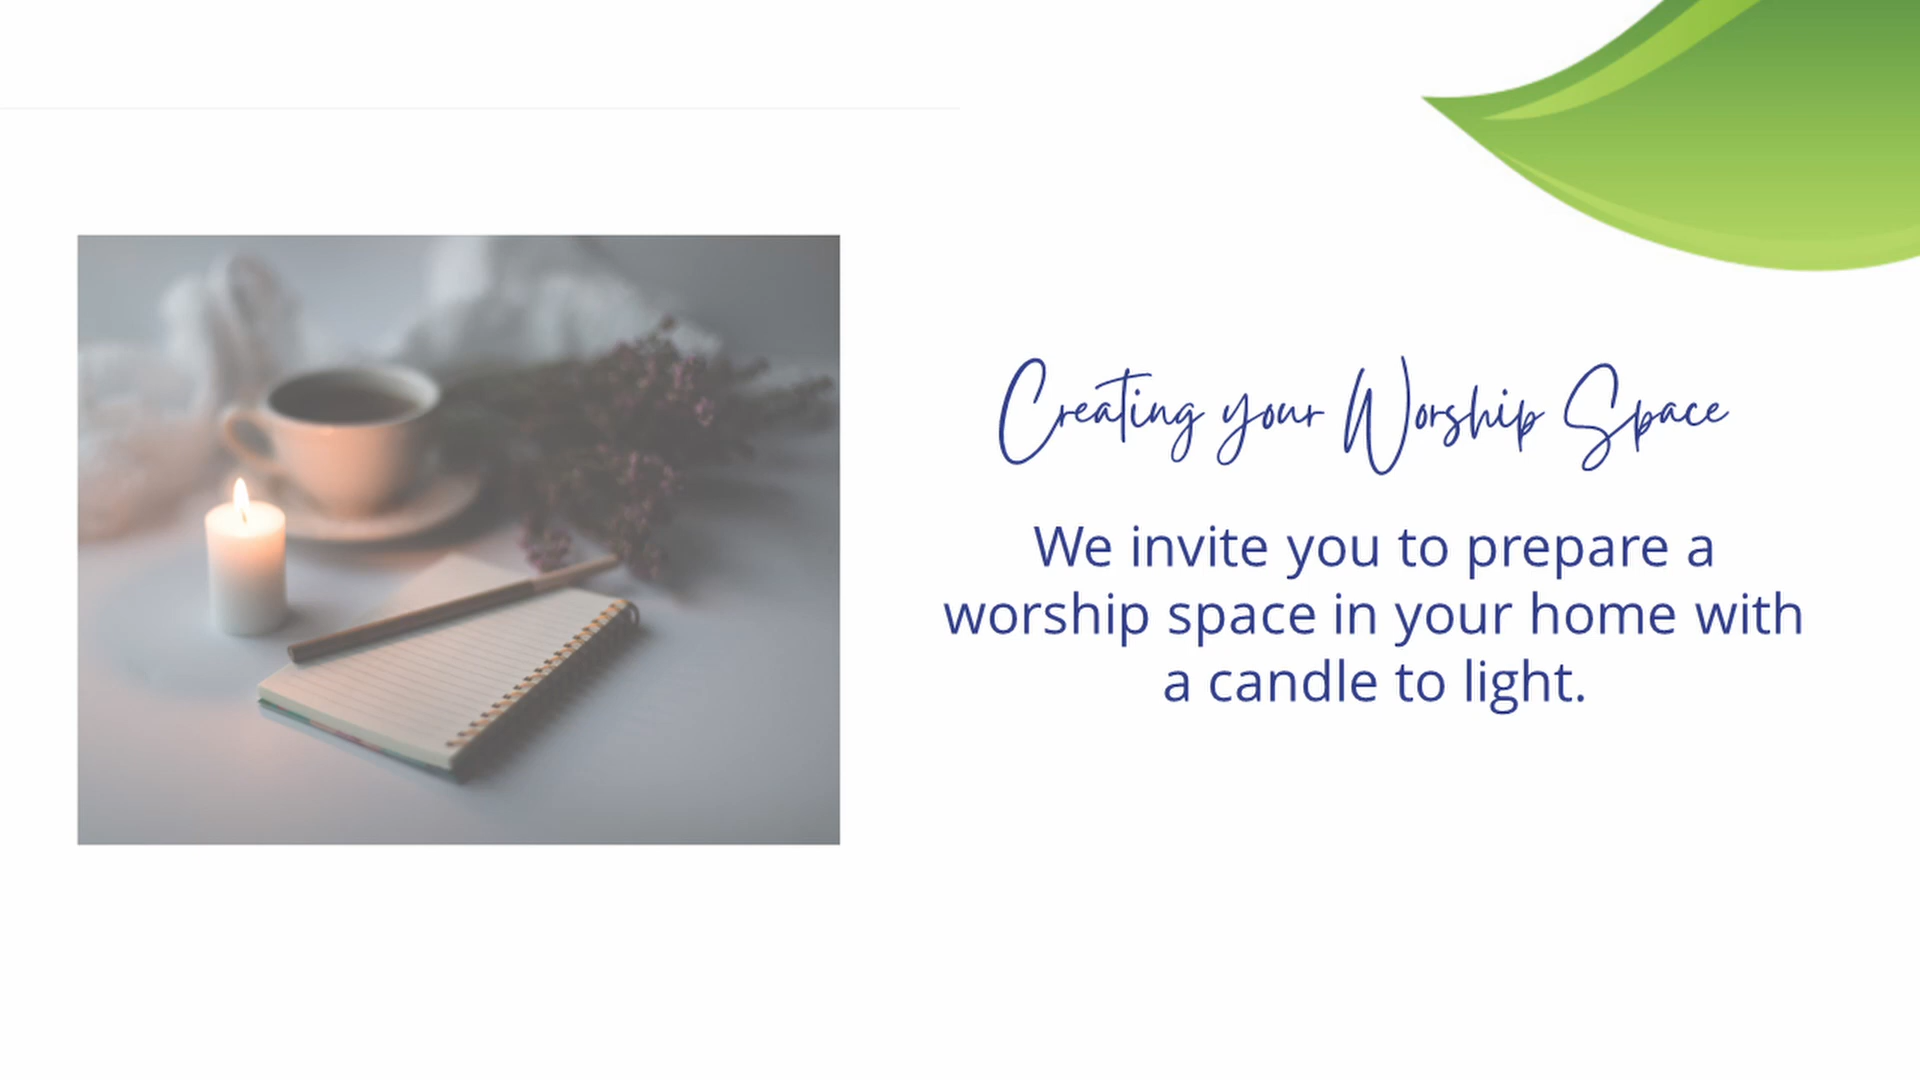 Creating your Worship Space
We invite you to prepare a
worship space in your home with
a candle to light.